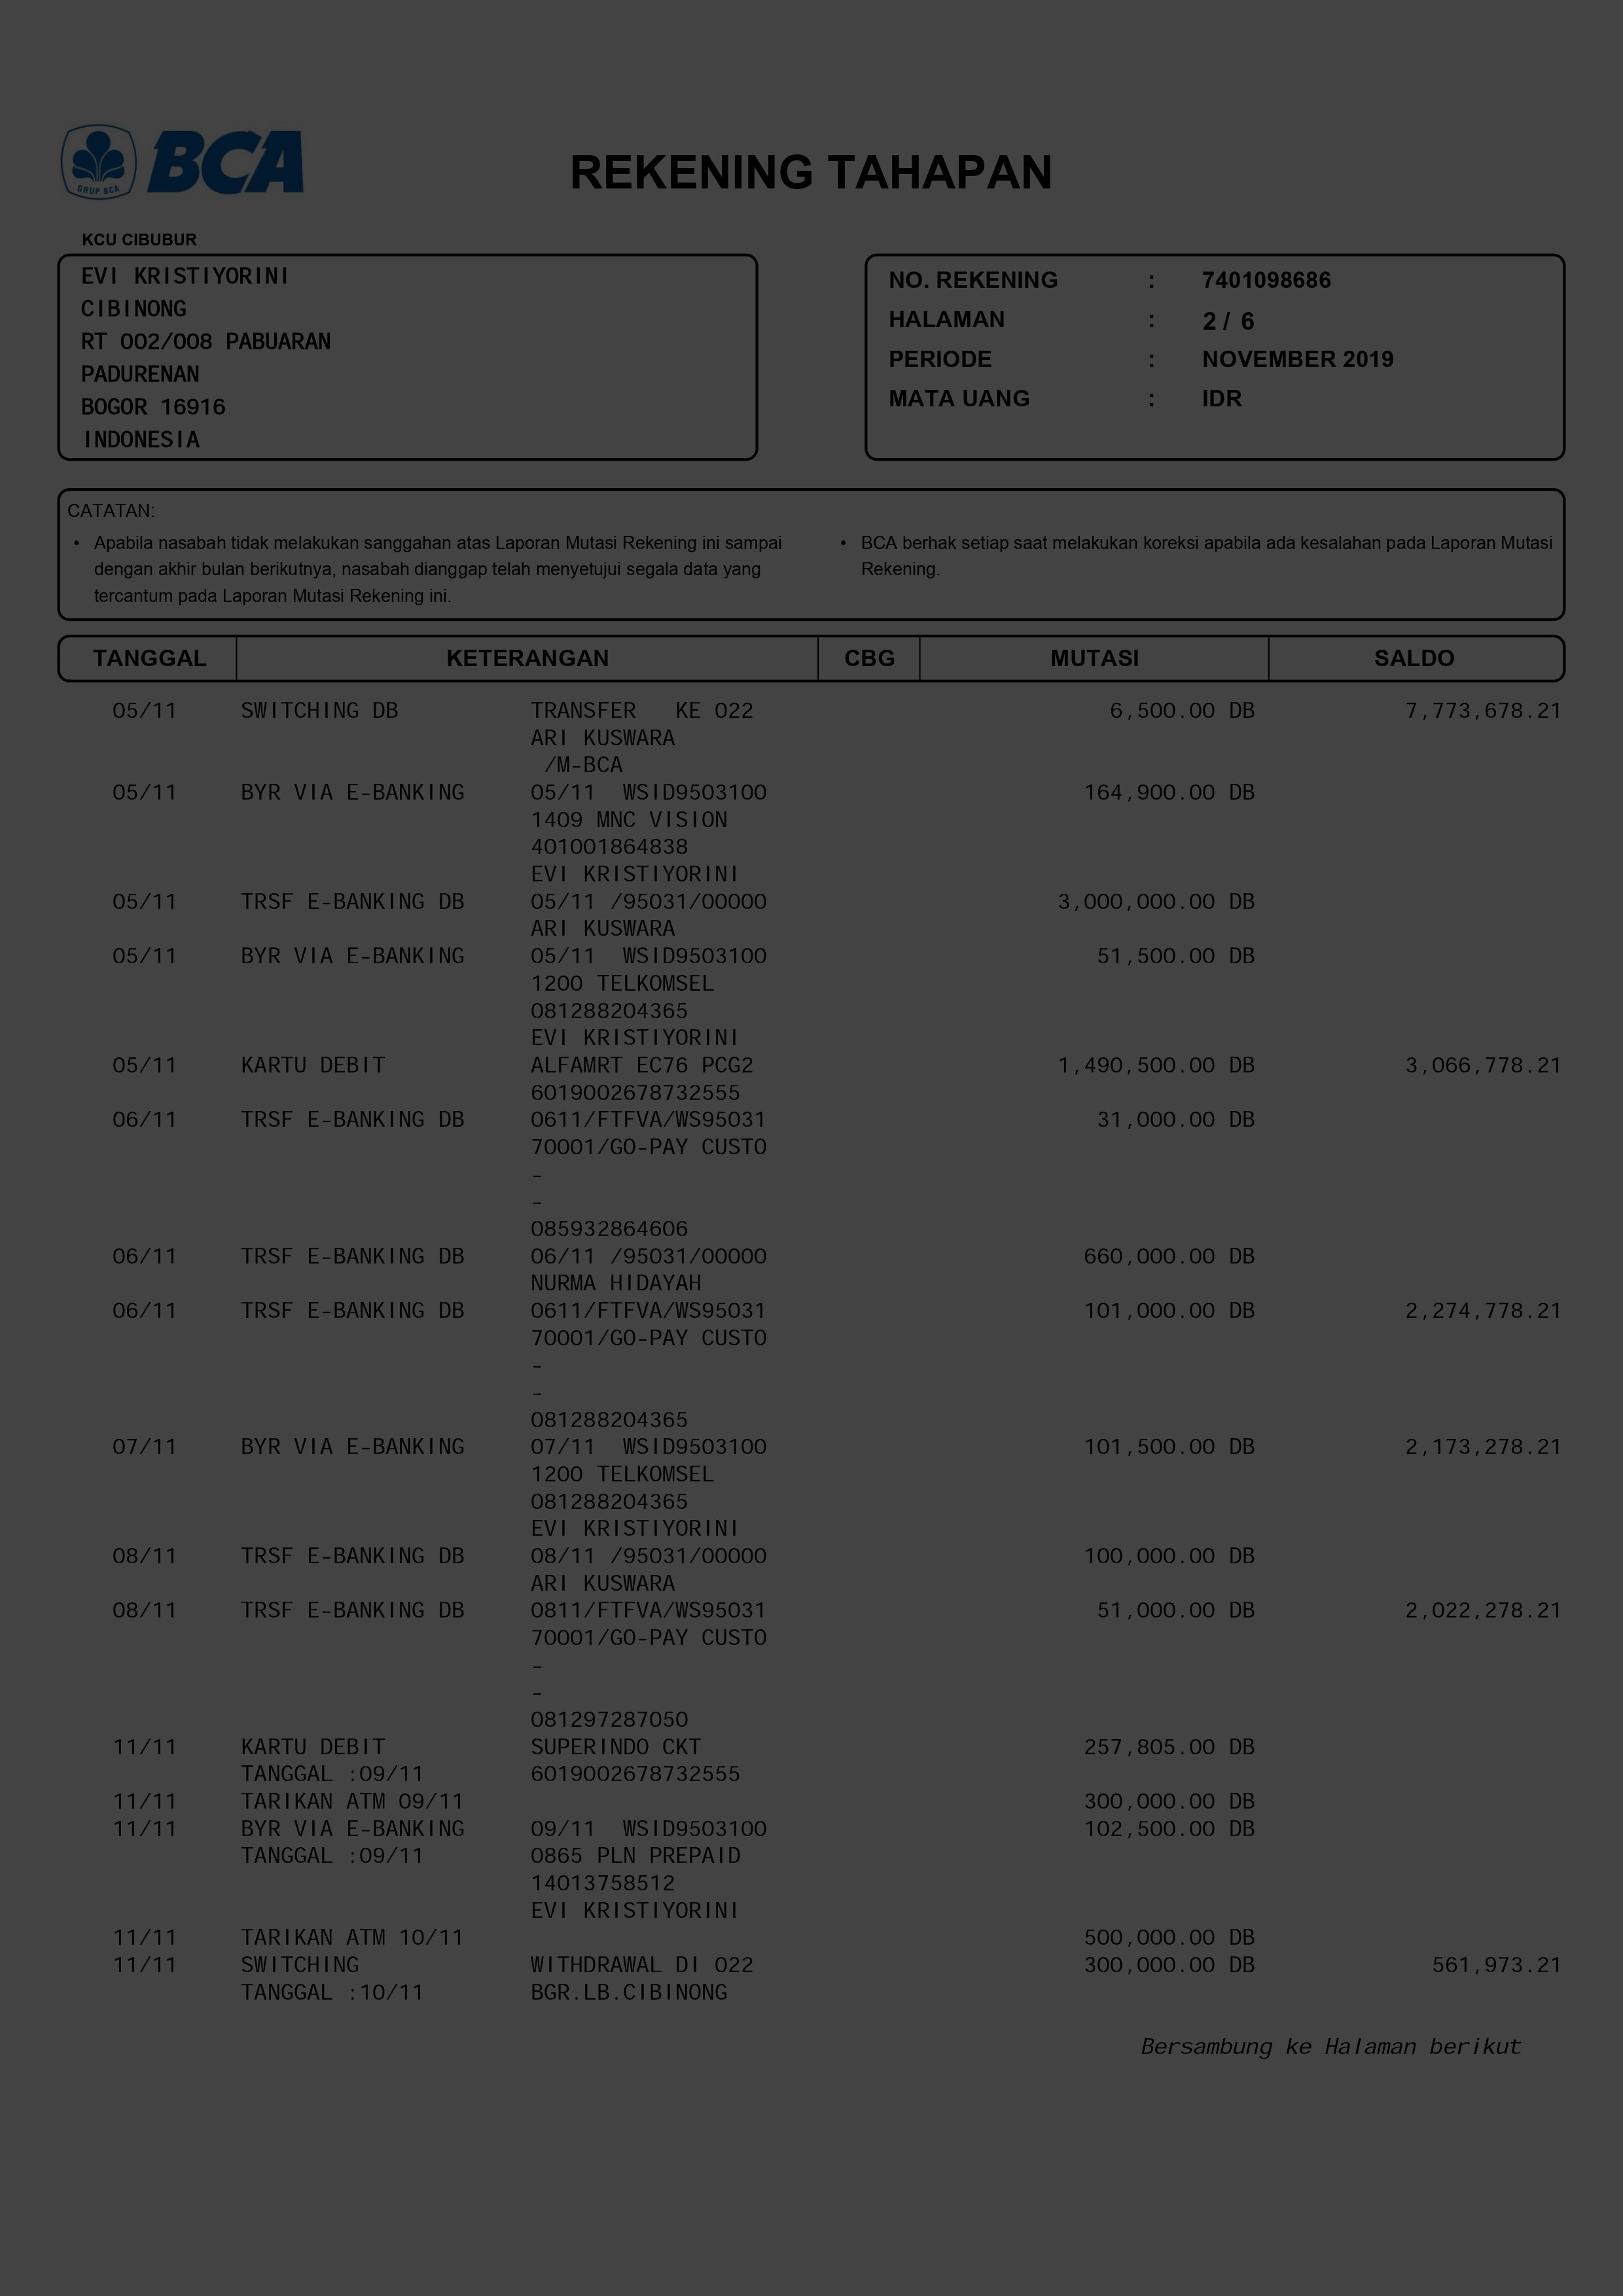 GRUP BCA
BCA
REKENING TAHAPAN
KCU CIBUBUR
EVI KRISTIYORINI
CIBINONG
RT 002/008 PABUARAN
PADURENAN
BOGOR 16916
INDONESIA
NO. REKENING : 7401098686
HALAMAN : 2 / 6
PERIODE : NOVEMBER 2019
MATA UANG : IDR
CATATAN:
• Apabila nasabah tidak melakukan sanggahan atas Laporan Mutasi Rekening ini sampai
dengan akhir bulan berikutnya, nasabah dianggap telah menyetujui segala data yang
tercantum pada Laporan Mutasi Rekening ini.
• BCA berhak setiap saat melakukan koreksi apabila ada kesalahan pada Laporan Mutasi
Rekening.
TANGGAL KETERANGAN CBG MUTASI SALDO
05/11 SWITCHING DB TRANSFER KE 022 6,500.00 DB 7,773,678.21
ARI KUSWARA
/M-BCA
05/11 BYR VIA E-BANKING 05/11 WSID9503100 164,900.00 DB
1409 MNC VISION
401001864838
EVI KRISTIYORINI
05/11 TRSF E-BANKING DB 05/11 /95031/00000 3,000,000.00 DB
ARI KUSWARA
05/11 BYR VIA E-BANKING 05/11 WSID9503100 51,500.00 DB
1200 TELKOMSEL
081288204365
EVI KRISTIYORINI
05/11 KARTU DEBIT ALFAMRT EC76 PCG2 1,490,500.00 DB 3,066,778.21
6019002678732555
06/11 TRSF E-BANKING DB 0611/FTFVA/WS95031 31,000.00 DB
70001/GO-PAY CUSTO
-
-
085932864606
06/11 TRSF E-BANKING DB 06/11 /95031/00000 660,000.00 DB
NURMA HIDAYAH
06/11 TRSF E-BANKING DB 0611/FTFVA/WS95031 101,000.00 DB 2,274,778.21
70001/GO-PAY CUSTO
-
-
081288204365
07/11 BYR VIA E-BANKING 07/11 WSID9503100 101,500.00 DB 2,173,278.21
1200 TELKOMSEL
081288204365
EVI KRISTIYORINI
08/11 TRSF E-BANKING DB 08/11 /95031/00000 100,000.00 DB
ARI KUSWARA
08/11 TRSF E-BANKING DB 0811/FTFVA/WS95031 51,000.00 DB 2,022,278.21
70001/GO-PAY CUSTO
-
-
081297287050
11/11 KARTU DEBIT SUPERINDO CKT 257,805.00 DB
TANGGAL :09/11 6019002678732555
11/11 TARIKAN ATM 09/11 300,000.00 DB
11/11 BYR VIA E-BANKING 09/11 WSID9503100 102,500.00 DB
TANGGAL :09/11 0865 PLN PREPAID
14013758512
EVI KRISTIYORINI
11/11 TARIKAN ATM 10/11 500,000.00 DB
11/11 SWITCHING WITHDRAWAL DI 022 300,000.00 DB 561,973.21
TANGGAL :10/11 BGR.LB.CIBINONG
Bersambung ke Halaman berikut